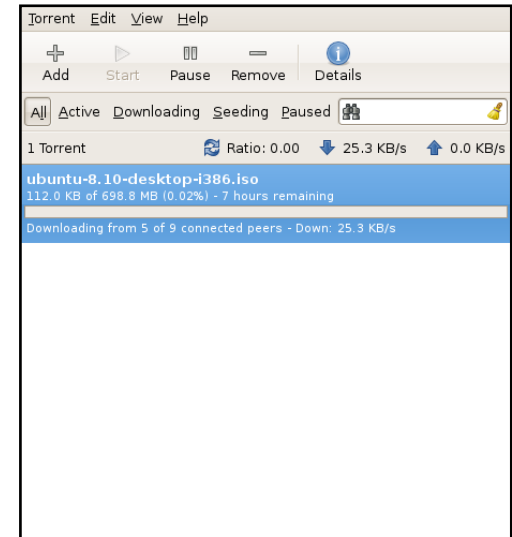 Torrent Edit View Help
Add Start Pause Remove Details
All Active Downloading Seeding Paused
1 Torrent Ratio: 0.00 25.3 KB/s 0.0 KB/s
ubuntu-8.10-desktop-i386.iso
112.0 KB of 698.8 MB (0.02%) - 7 hours remaining
Downloading from 5 of 9 connected peers - Down: 25.3 KB/s